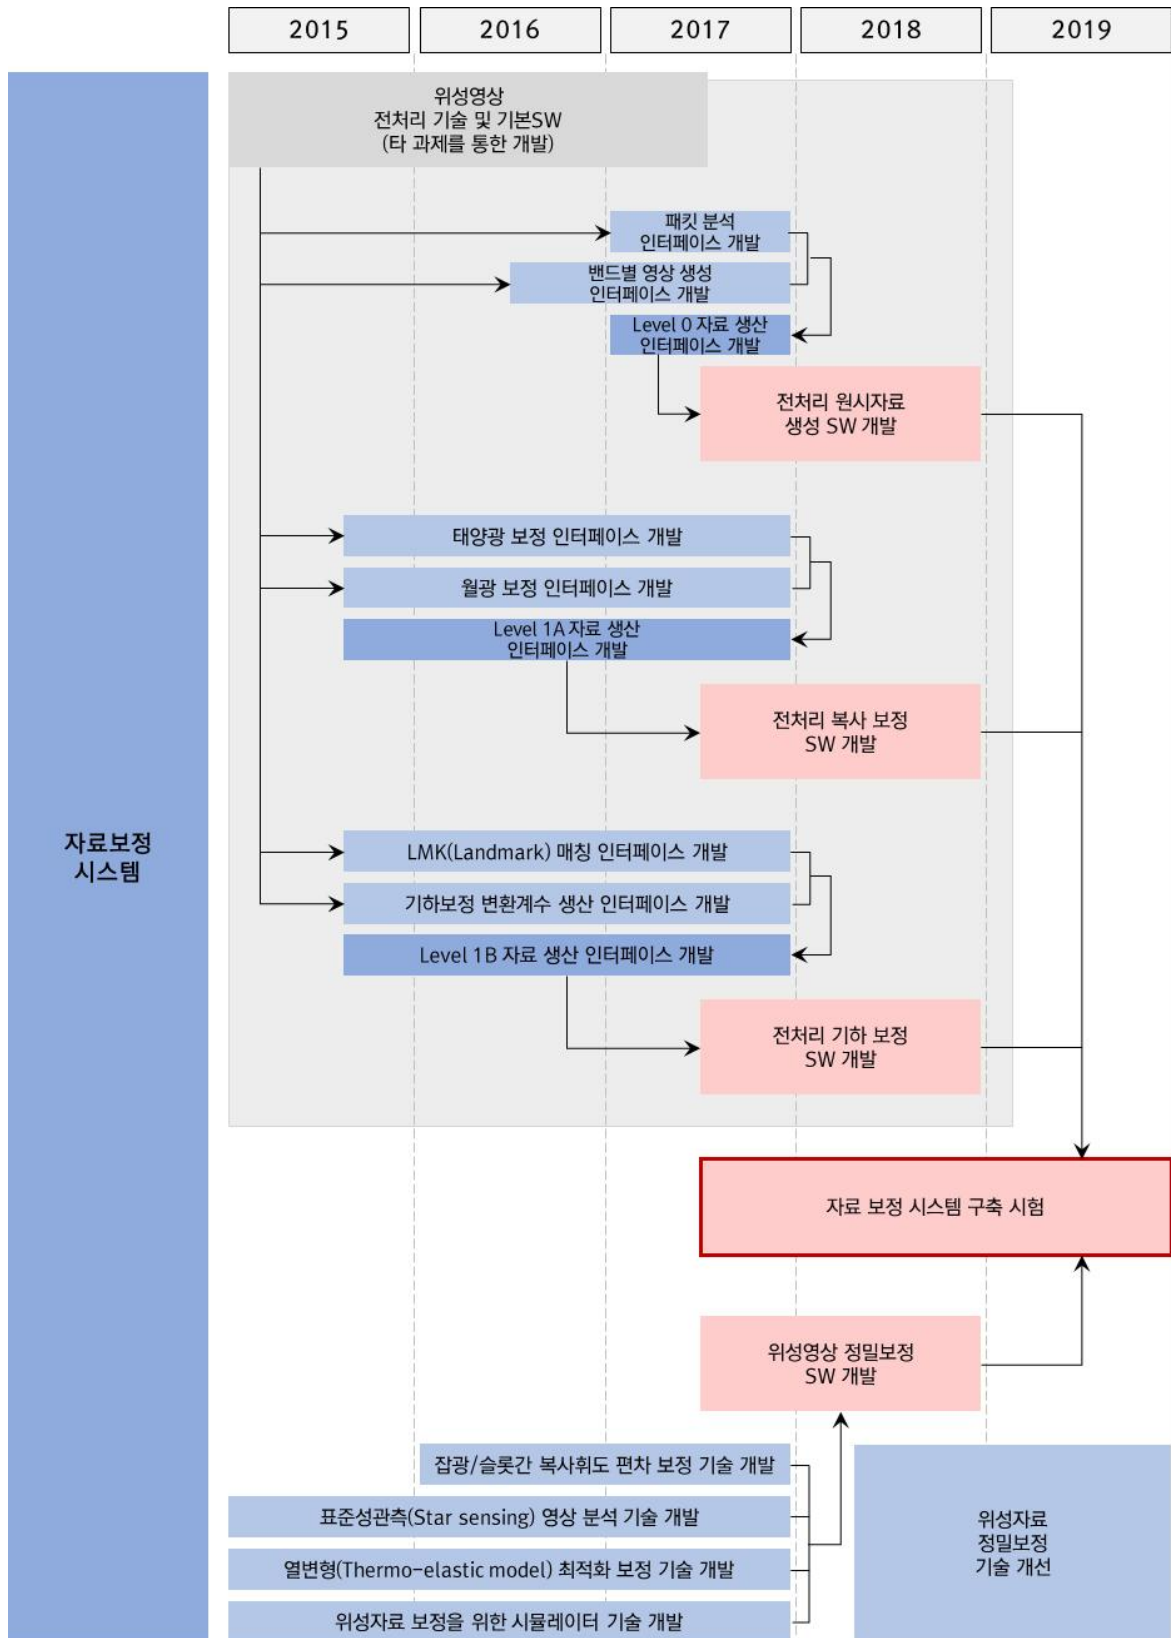 2015
2016
2017
2018
2019
위성영상
전처리 기술 및 기본SW
(타 과제를 통한 개발)
패킷 분석
인터페이스 개발
밴드별 영상 생성
인터페이스 개발
Level 0 자료 생산
인터페이스 개발
전처리 원시자료
생성 SW 개발
태양광 보정 인터페이스 개발
월광 보정 인터페이스 개발
Level 1A 자료 생산
인터페이스 개발
전처리 복사 보정
SW 개발
자료보정
시스템
LMK(Landmark) 매칭 인터페이스 개발
기하보정 변환계수 생산 인터페이스 개발
Level 1B 자료 생산 인터페이스 개발
전처리 기하 보정
SW 개발
자료 보정 시스템 구축 시험
위성영상 정밀보정
SW 개발
잡광/슬롯간 복사휘도 편차 보정 기술 개발
표준성관측(Star sensing) 영상 분석 기술 개발
열변형(Thermo-elastic model) 최적화 보정 기술 개발
위성자료 보정을 위한 시뮬레이터 기술 개발
위성자료
정밀보정
기술 개선